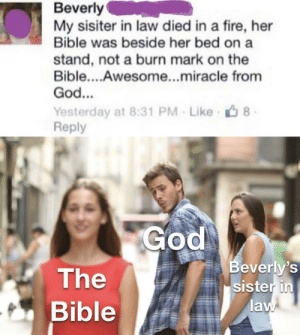 Beverly
My sisiter in law died in a fire, her
Bible was beside her bed on a
stand, not a burn mark on the
Bible....Awesome...miracle from
God...
Yesterday at 8:31 PM · Like · 8 ·
Reply
God
The
Bible
Beverly's
sister in
law